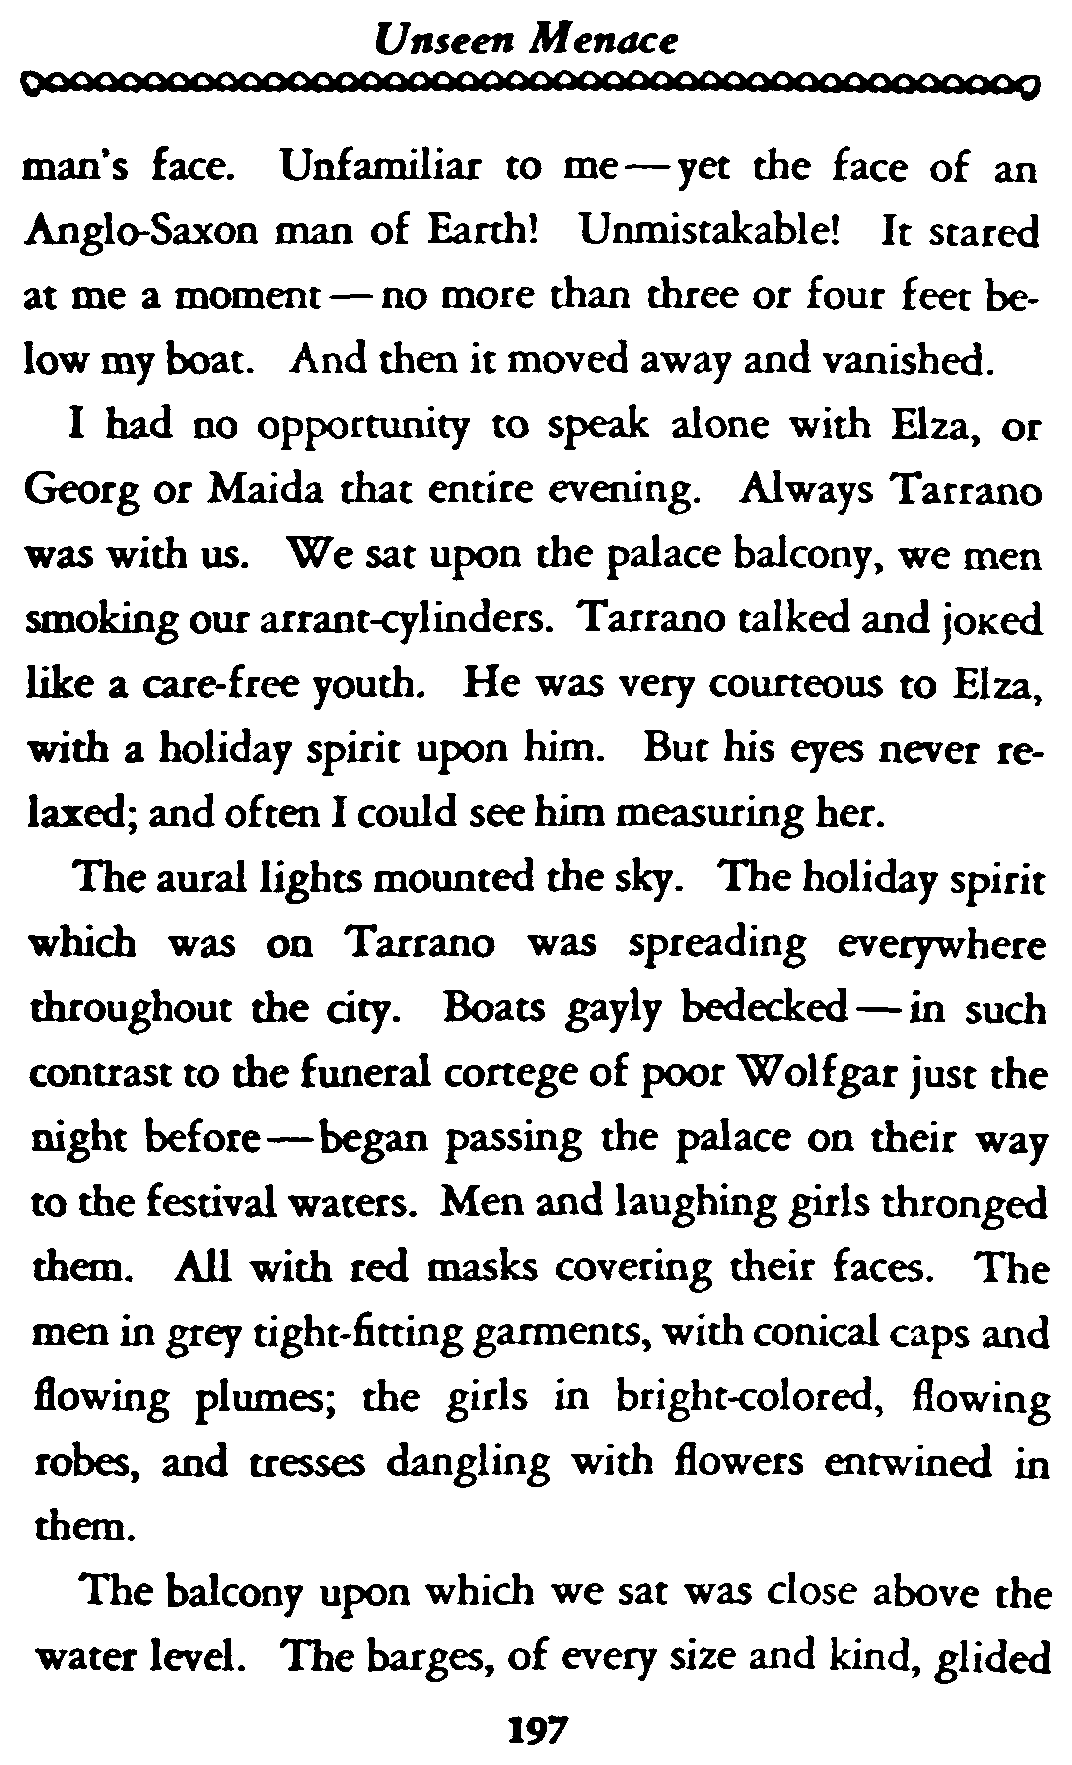 Unseen Menace
man's face. Unfamiliar to me—yet the face of an
Anglo-Saxon man of Earth! Unmistakable! It stared
at me a moment—no more than three or four feet be-
low my boat. And then it moved away and vanished.
I had no opportunity to speak alone with Elza, or
Georg or Maida that entire evening. Always Tarrano
was with us. We sat upon the palace balcony, we men
smoking our arrant-cylinders. Tarrano talked and joked
like a care-free youth. He was very courteous to Elza,
with a holiday spirit upon him. But his eyes never re-
laxed; and often I could see him measuring her.
The aural lights mounted the sky. The holiday spirit
which was on Tarrano was spreading everywhere
throughout the city. Boats gayly bedecked—in such
contrast to the funeral cortege of poor Wolfgar just the
night before—began passing the palace on their way
to the festival waters. Men and laughing girls thronged
them. All with red masks covering their faces. The
men in grey tight-fitting garments, with conical caps and
flowing plumes; the girls in bright-colored, flowing
robes, and tresses dangling with flowers entwined in
them.
The balcony upon which we sat was close above the
water level. The barges, of every size and kind, glided
197